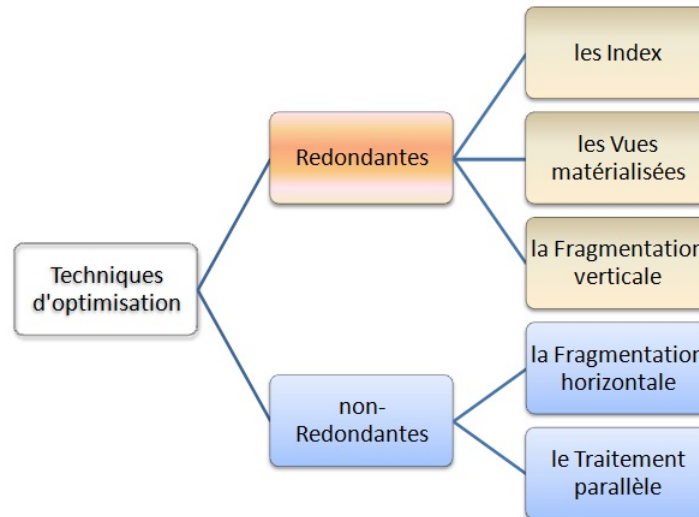 Techniques
d'optimisation
Redondantes
les Index
les Vues
matérialisées
la Fragmentation
verticale
non-
Redondantes
la Fragmentation
horizontale
le Traitement
parallèle